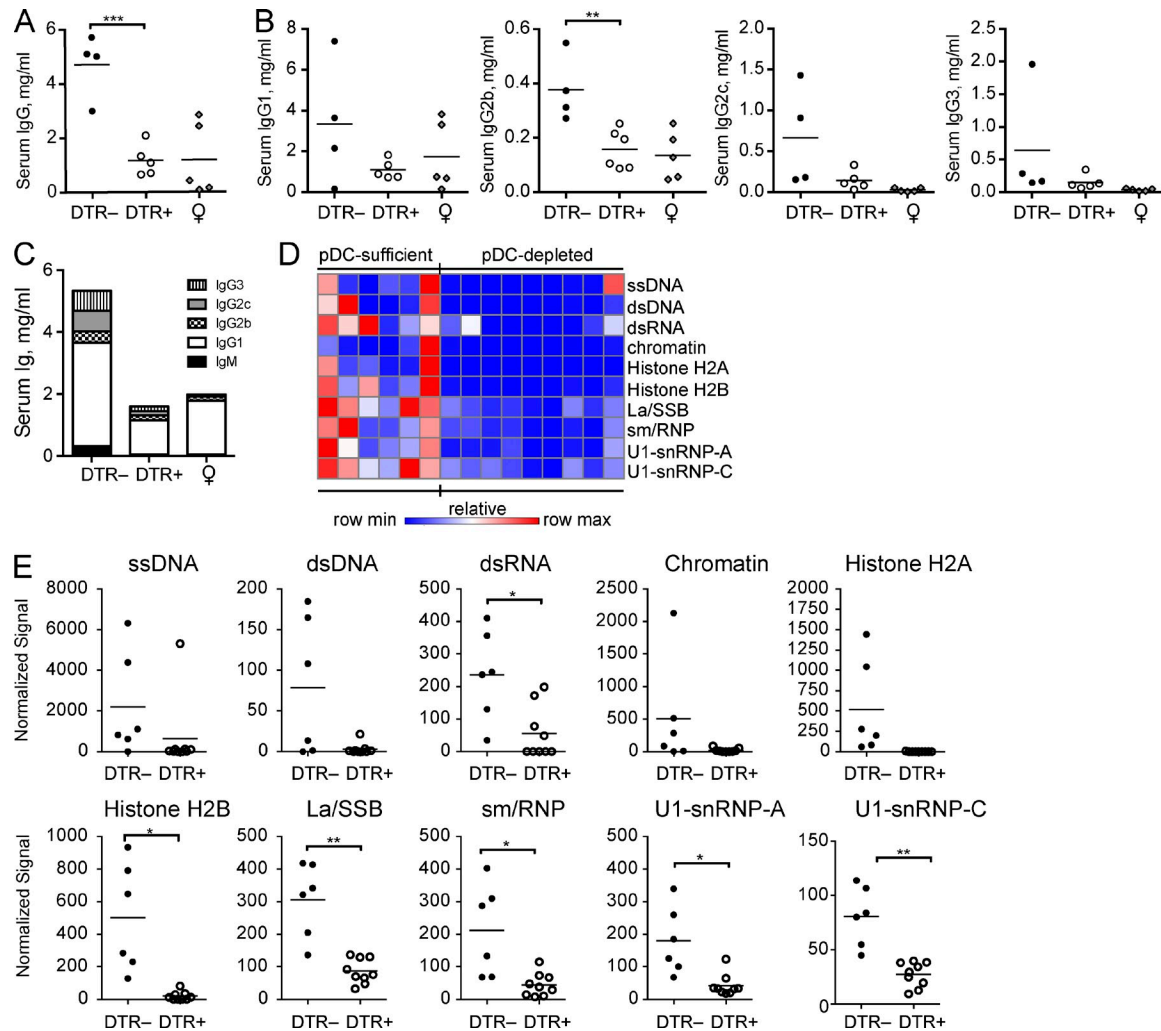 A
Serum IgG, mg/ml
6
4
2
0
***
DTR– DTR+ ♀
B
Serum IgG1, mg/ml
8
6
4
2
0
DTR– DTR+ ♀
Serum IgG2b, mg/ml
0.6
0.4
0.2
0.0
**
DTR– DTR+ ♀
Serum IgG2c, mg/ml
2.0
1.5
1.0
0.5
0.0
DTR– DTR+ ♀
Serum IgG3, mg/ml
2.5
2.0
1.5
1.0
0.5
0.0
DTR– DTR+ ♀
C
Serum Ig, mg/ml
6
4
2
0
IgG3
IgG2c
IgG2b
IgG1
IgM
DTR– DTR+ ♀
D
pDC-sufficient pDC-depleted
ssDNA
dsDNA
dsRNA
chromatin
Histone H2A
Histone H2B
La/SSB
sm/RNP
U1-snRNP-A
U1-snRNP-C
relative
row min row max
E
ssDNA
Normalized Signal
8000
6000
4000
2000
0
DTR– DTR+
dsDNA
200
150
100
50
0
DTR– DTR+
dsRNA
500
400
300
200
100
0
*
DTR– DTR+
Chromatin
2500
2000
1500
1000
500
0
DTR– DTR+
Histone H2A
2000
1750
1500
1250
1000
750
500
250
0
DTR– DTR+
Histone H2B
Normalized Signal
1000
800
600
400
200
0
*
DTR– DTR+
La/SSB
500
400
300
200
100
0
**
DTR– DTR+
sm/RNP
500
400
300
200
100
0
*
DTR– DTR+
U1-snRNP-A
500
400
300
200
100
0
*
DTR– DTR+
U1-snRNP-C
150
100
50
0
**
DTR– DTR+